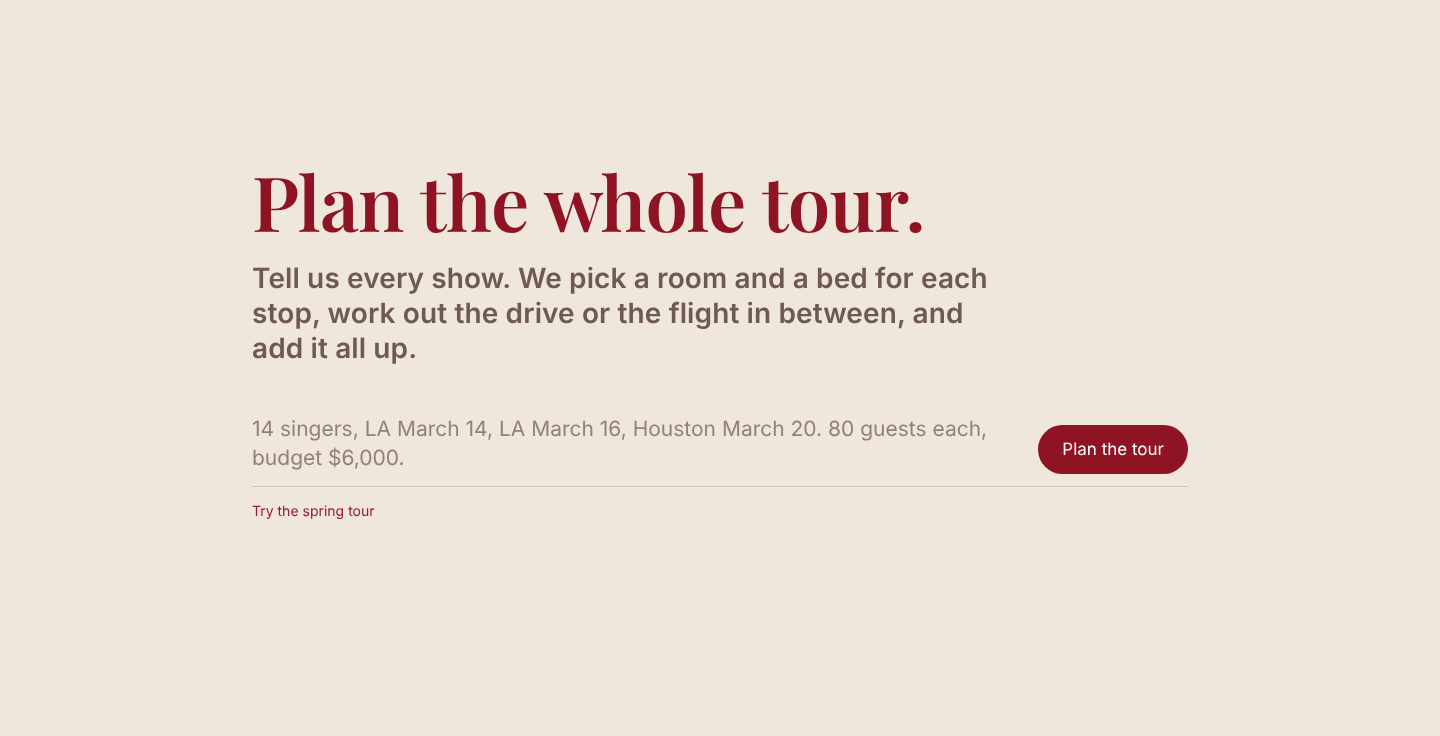 Plan the whole tour.
Tell us every show. We pick a room and a bed for each
stop, work out the drive or the flight in between, and
add it all up.
14 singers, LA March 14, LA March 16, Houston March 20. 80 guests each,
budget $6,000.
Plan the tour
Try the spring tour